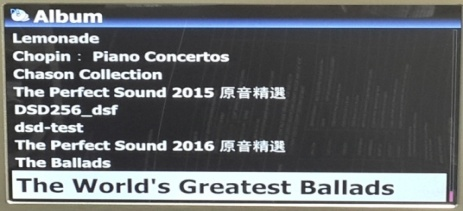 Album
Lemonade
Chopin： Piano Concertos
Chason Collection
The Perfect Sound 2015 原音精選
DSD256_dsf
dsd-test
The Perfect Sound 2016 原音精選
The Ballads
The World's Greatest Ballads